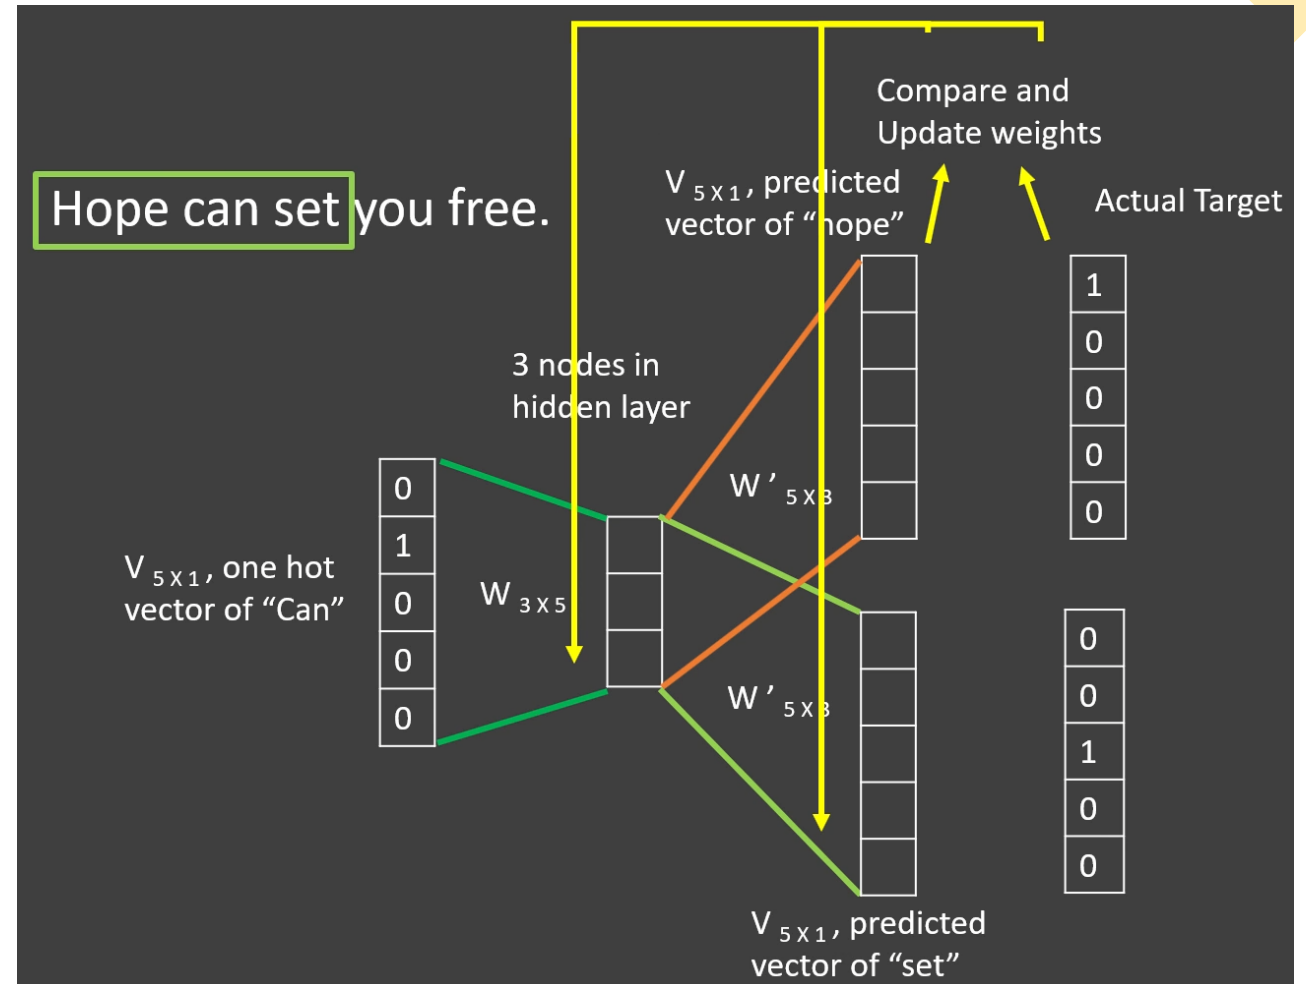 Compare and
Update weights
V 5 X 1, predicted
vector of “hope”
Actual Target
Hope can set you free.
1
0
0
0
0
3 nodes in
hidden layer
W ’ 5 X 3
0
1
0
0
0
V 5 X 1, one hot
vector of “Can”
W 3 X 5
W ’ 5 X 3
0
0
1
0
0
V 5 X 1, predicted
vector of “set”